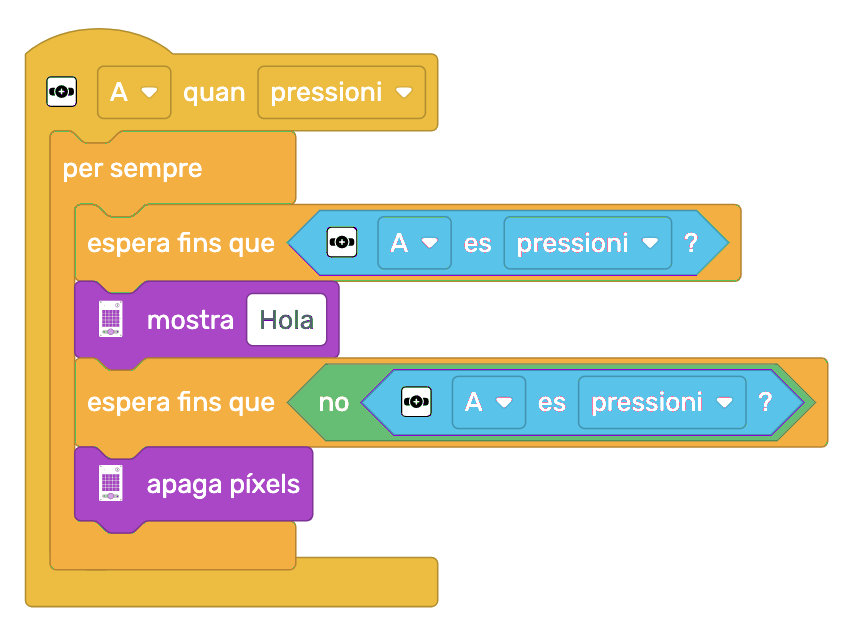 A quan pressioni
per sempre
espera fins que A es pressioni ?
mostra Hola
espera fins que no A es pressioni ?
apaga píxels